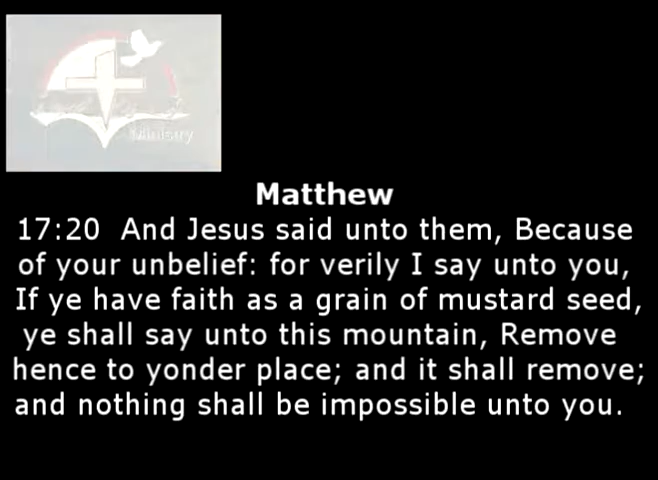 Ministry
Matthew
17:20 And Jesus said unto them, Because
of your unbelief: for verily I say unto you,
If ye have faith as a grain of mustard seed,
ye shall say unto this mountain, Remove
hence to yonder place; and it shall remove;
and nothing shall be impossible unto you.